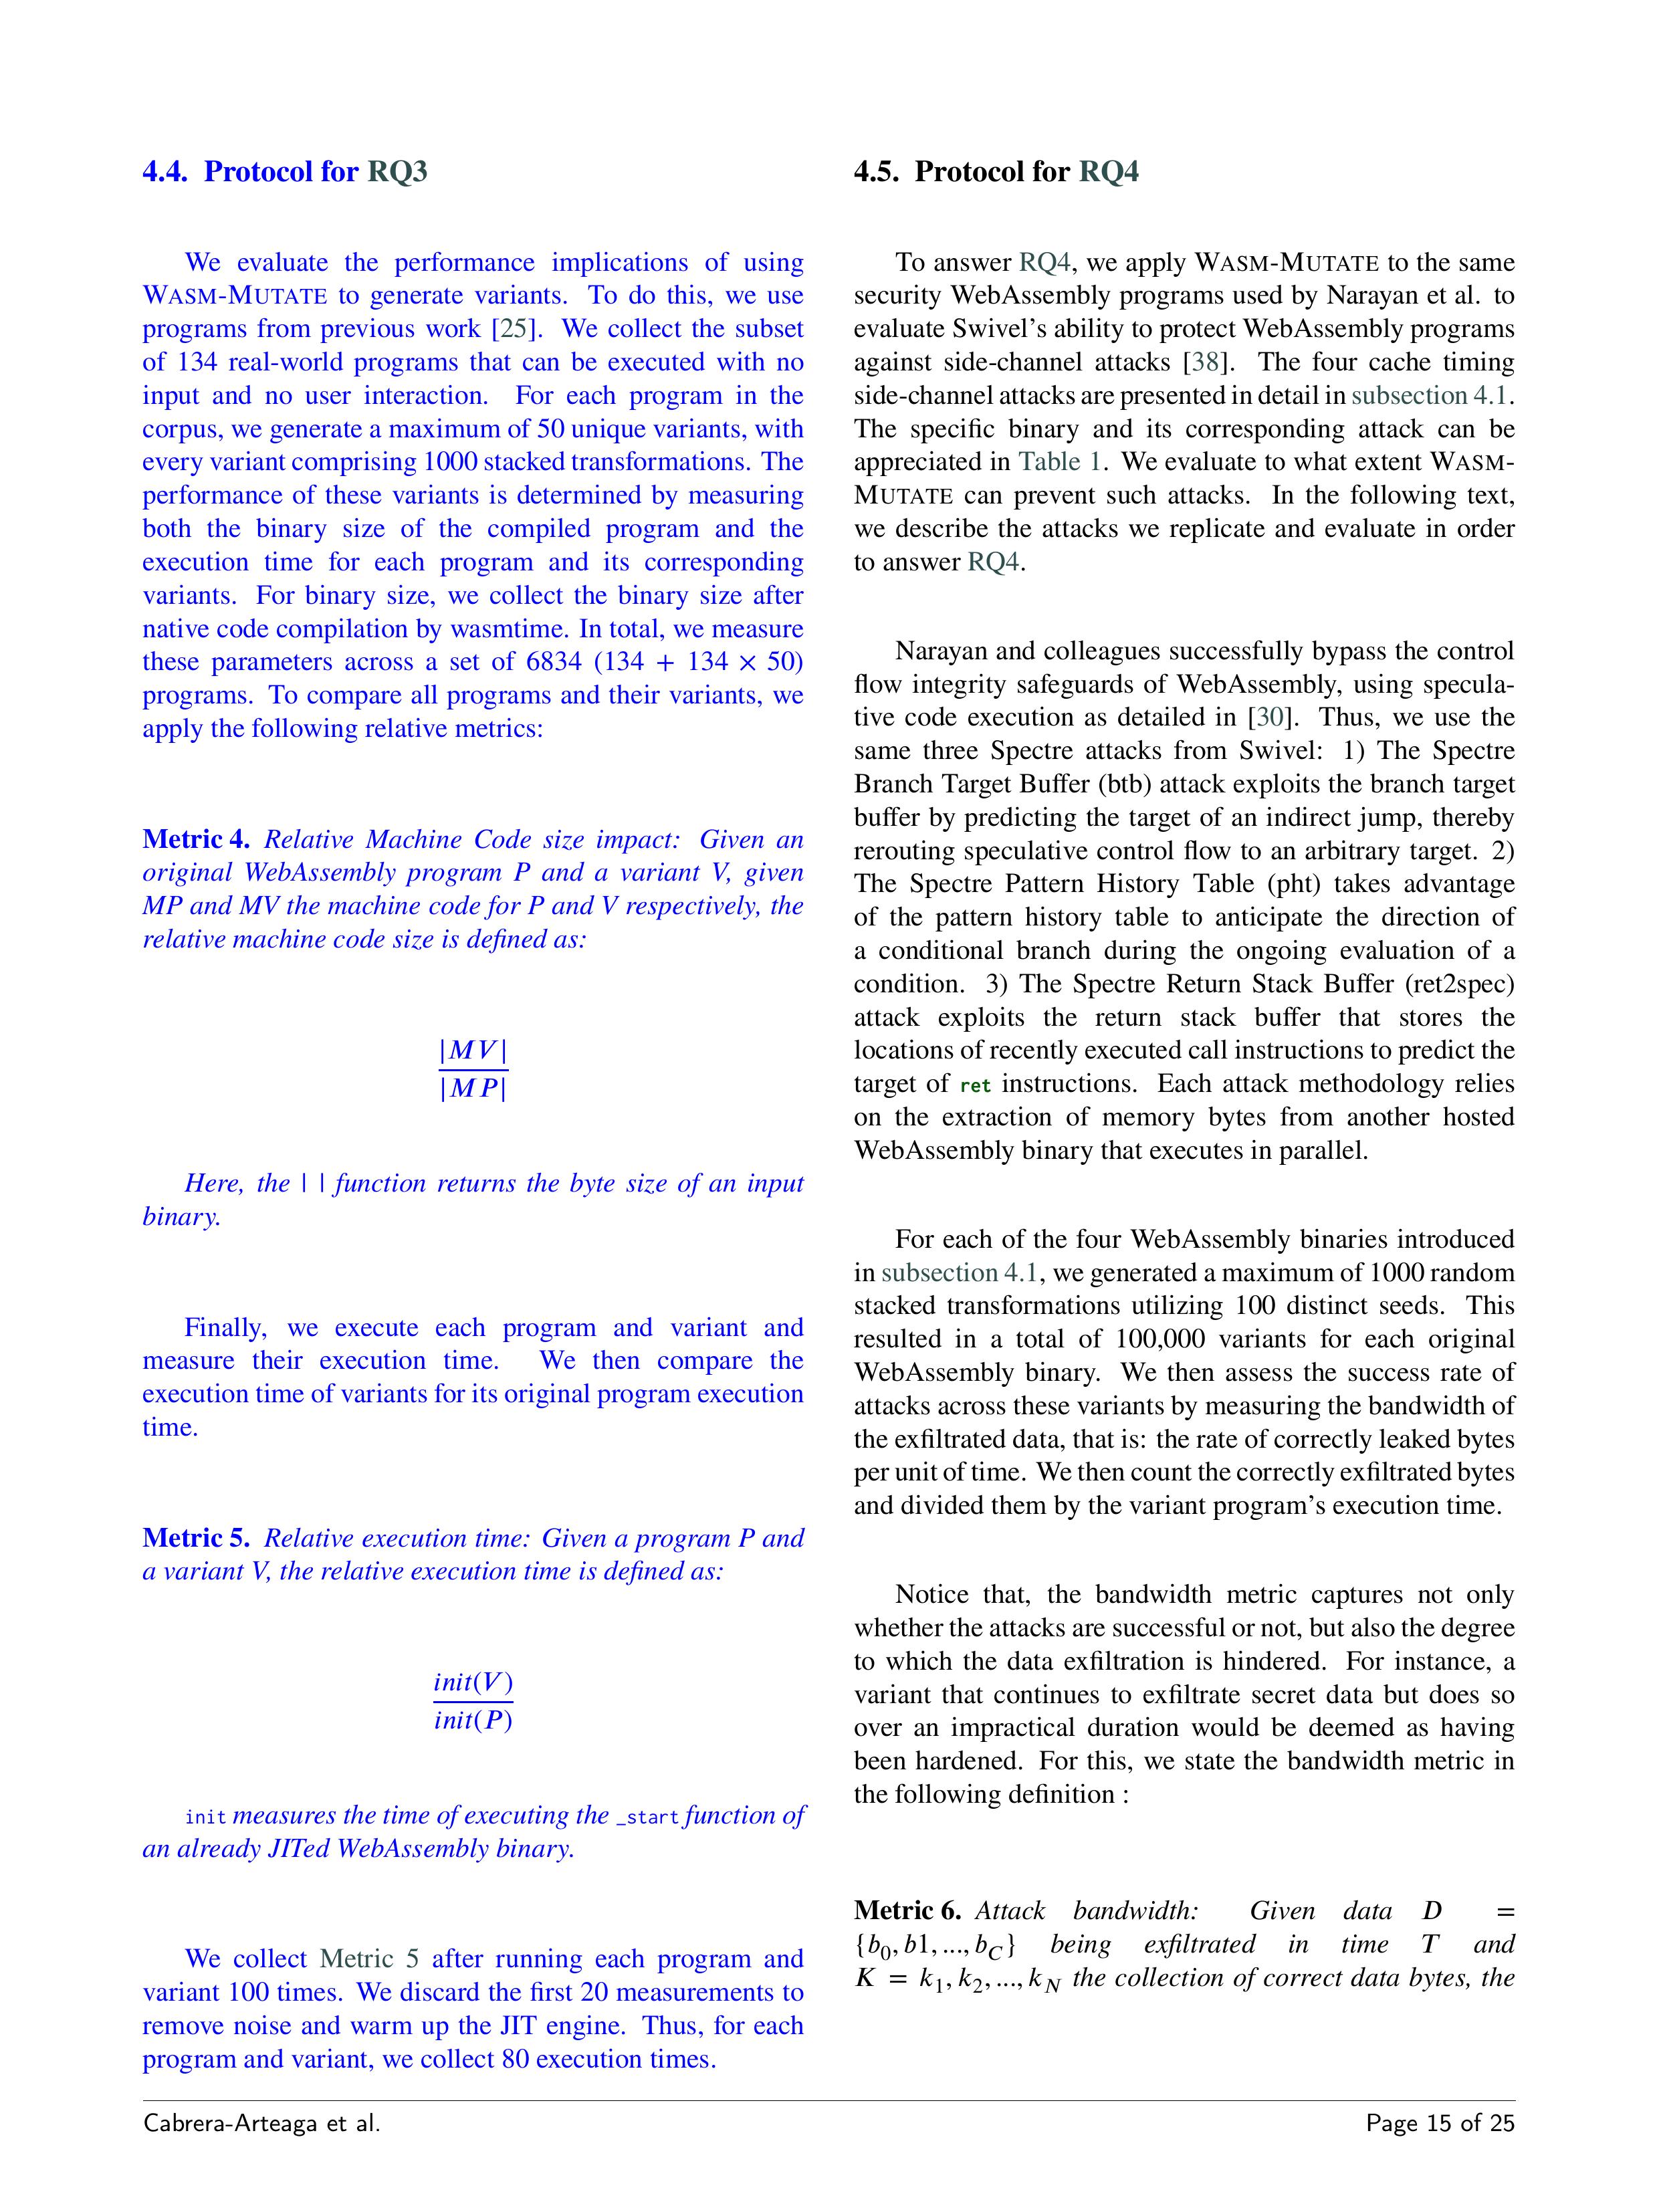 4.4. Protocol for RQ3
We evaluate the performance implications of using
WASM-MUTATE to generate variants. To do this, we use
programs from previous work [25]. We collect the subset
of 134 real-world programs that can be executed with no
input and no user interaction. For each program in the
corpus, we generate a maximum of 50 unique variants, with
every variant comprising 1000 stacked transformations. The
performance of these variants is determined by measuring
both the binary size of the compiled program and the
execution time for each program and its corresponding
variants. For binary size, we collect the binary size after
native code compilation by wasmtime. In total, we measure
these parameters across a set of 6834 (134 + 134 × 50)
programs. To compare all programs and their variants, we
apply the following relative metrics:
Metric 4. Relative Machine Code size impact: Given an
original WebAssembly program P and a variant V, given
MP and MV the machine code for P and V respectively, the
relative machine code size is defined as:
|MV|
|MP|
Here, the | | function returns the byte size of an input
binary.
Finally, we execute each program and variant and
measure their execution time. We then compare the
execution time of variants for its original program execution
time.
Metric 5. Relative execution time: Given a program P and
a variant V, the relative execution time is defined as:
init(V)
init(P)
init measures the time of executing the _start function of
an already JITed WebAssembly binary.
We collect Metric 5 after running each program and
variant 100 times. We discard the first 20 measurements to
remove noise and warm up the JIT engine. Thus, for each
program and variant, we collect 80 execution times.
4.5. Protocol for RQ4
To answer RQ4, we apply WASM-MUTATE to the same
security WebAssembly programs used by Narayan et al. to
evaluate Swivel's ability to protect WebAssembly programs
against side-channel attacks [38]. The four cache timing
side-channel attacks are presented in detail in subsection 4.1.
The specific binary and its corresponding attack can be
appreciated in Table 1. We evaluate to what extent WASM-
MUTATE can prevent such attacks. In the following text,
we describe the attacks we replicate and evaluate in order
to answer RQ4.
Narayan and colleagues successfully bypass the control
flow integrity safeguards of WebAssembly, using specula-
tive code execution as detailed in [30]. Thus, we use the
same three Spectre attacks from Swivel: 1) The Spectre
Branch Target Buffer (btb) attack exploits the branch target
buffer by predicting the target of an indirect jump, thereby
rerouting speculative control flow to an arbitrary target. 2)
The Spectre Pattern History Table (pht) takes advantage
of the pattern history table to anticipate the direction of
a conditional branch during the ongoing evaluation of a
condition. 3) The Spectre Return Stack Buffer (ret2spec)
attack exploits the return stack buffer that stores the
locations of recently executed call instructions to predict the
target of ret instructions. Each attack methodology relies
on the extraction of memory bytes from another hosted
WebAssembly binary that executes in parallel.
For each of the four WebAssembly binaries introduced
in subsection 4.1, we generated a maximum of 1000 random
stacked transformations utilizing 100 distinct seeds. This
resulted in a total of 100,000 variants for each original
WebAssembly binary. We then assess the success rate of
attacks across these variants by measuring the bandwidth of
the exfiltrated data, that is: the rate of correctly leaked bytes
per unit of time. We then count the correctly exfiltrated bytes
and divided them by the variant program's execution time.
Notice that, the bandwidth metric captures not only
whether the attacks are successful or not, but also the degree
to which the data exfiltration is hindered. For instance, a
variant that continues to exfiltrate secret data but does so
over an impractical duration would be deemed as having
been hardened. For this, we state the bandwidth metric in
the following definition :
Metric 6. Attack bandwidth: Given data D =
{b₀, b1, ..., b_C} being exfiltrated in time T and
K = k₁, k₂, ..., k_N the collection of correct data bytes, the
Cabrera-Arteaga et al.
Page 15 of 25